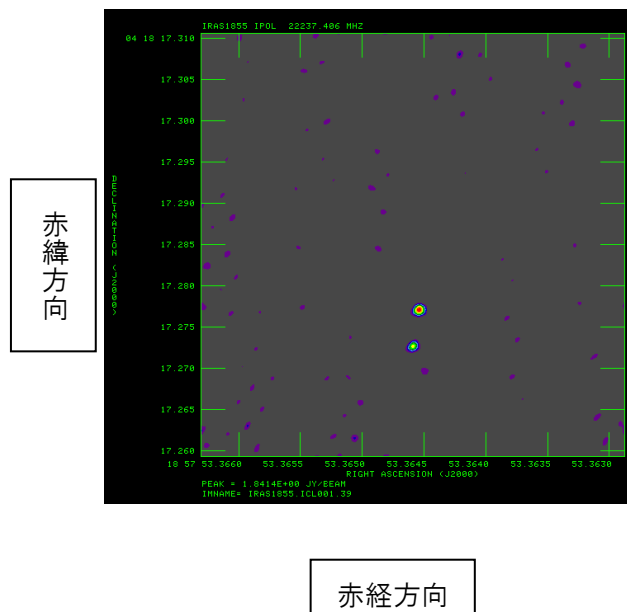 IRAS1855 IPOL 22237.406 MHZ
04 18 17.310
17.305
17.300
17.295
17.290
17.285
17.280
17.275
17.270
17.265
17.260
DECLINATION (J2000)
赤緯方向
18 57 53.3660 53.3655 53.3650 53.3645 53.3640 53.3635 53.3630
RIGHT ASCENSION (J2000)
PEAK = 1.8414E+00 JY/BEAM
IMNAME= IRAS1855.ICL001.39
赤経方向